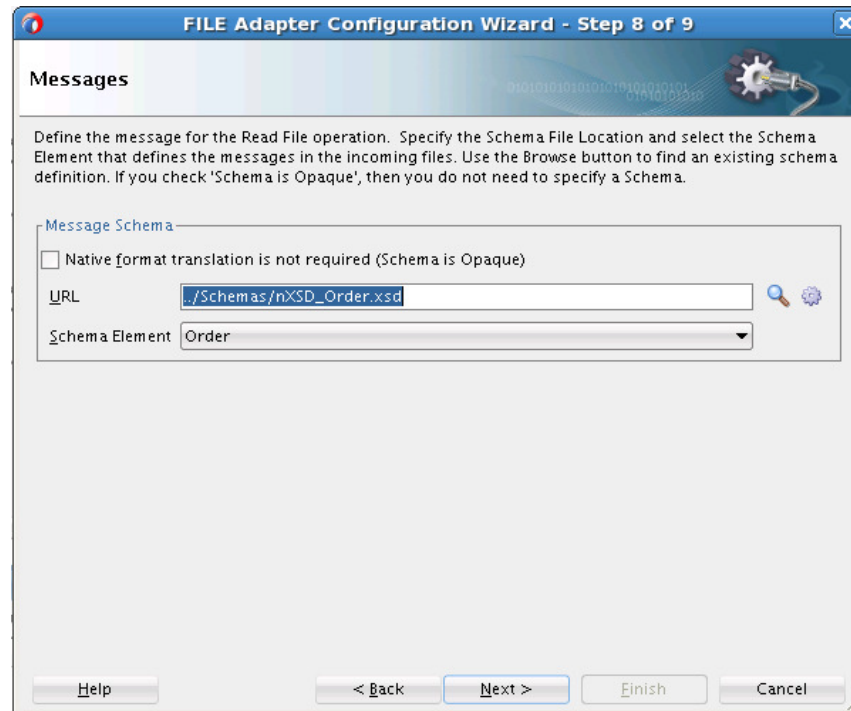 FILE Adapter Configuration Wizard - Step 8 of 9
Messages
Define the message for the Read File operation. Specify the Schema File Location and select the Schema
Element that defines the messages in the incoming files. Use the Browse button to find an existing schema
definition. If you check 'Schema is Opaque', then you do not need to specify a Schema.
Message Schema
Native format translation is not required (Schema is Opaque)
URL ../Schemas/nXSD_Order.xsd
Schema Element Order
Help < Back Next > Finish Cancel